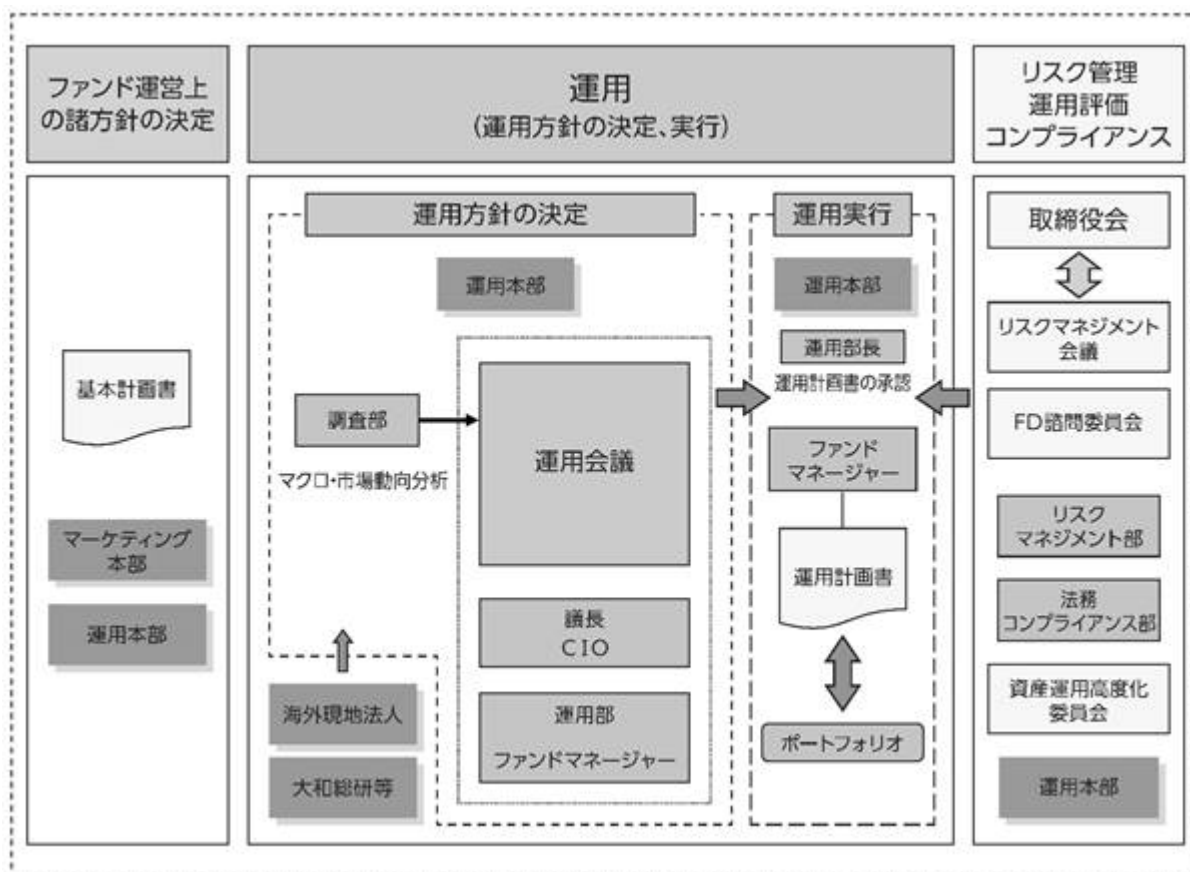 ファンド運営上
の諸方針の決定
基本計画書
マーケティング
本部
運用本部
運用
(運用方針の決定、実行)
運用方針の決定
運用本部
調査部
マクロ・市場動向分析
運用会議
議長
CIO
運用部
ファンドマネージャー
海外現地法人
大和総研等
運用実行
運用本部
運用部長
運用計画書の承認
ファンド
マネージャー
運用計画書
ポートフォリオ
リスク管理
運用評価
コンプライアンス
取締役会
リスクマネジメント
会議
FD諮問委員会
リスク
マネジメント部
法務
コンプライアンス部
資産運用高度化
委員会
運用本部